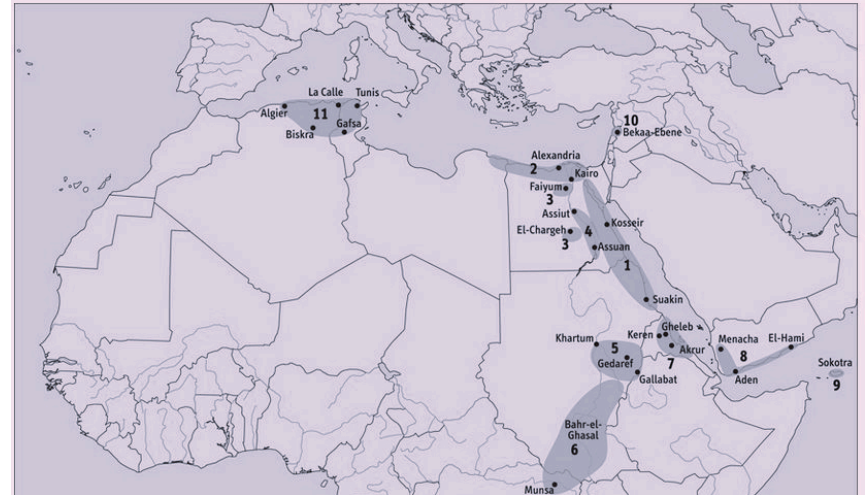 La Calle
Tunis
Algier
11
Biskra
Gafsa
10
Bekaa-Ebene
Alexandria
2
Kairo
Faiyum
3
Assiut
Kosseir
El-Chargeh
4
3
Assuan
1
Suakin
Gheleb
Keren
Khartum
5
Akrur
Menacha
El-Hami
8
Gedaref
7
Sokotra
Gallabat
Aden
9
Bahr-el-
Ghasal
6
Munsa